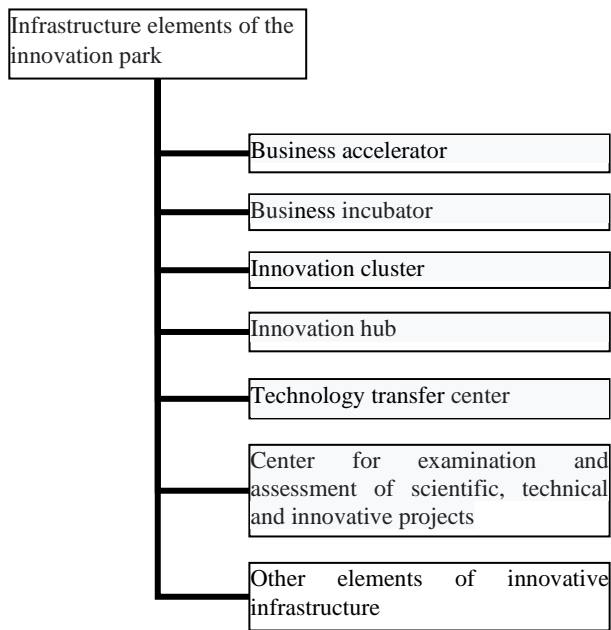 Infrastructure elements of the
innovation park
Business accelerator
Business incubator
Innovation cluster
Innovation hub
Technology transfer center
Center for examination and
assessment of scientific, technical
and innovative projects
Other elements of innovative
infrastructure